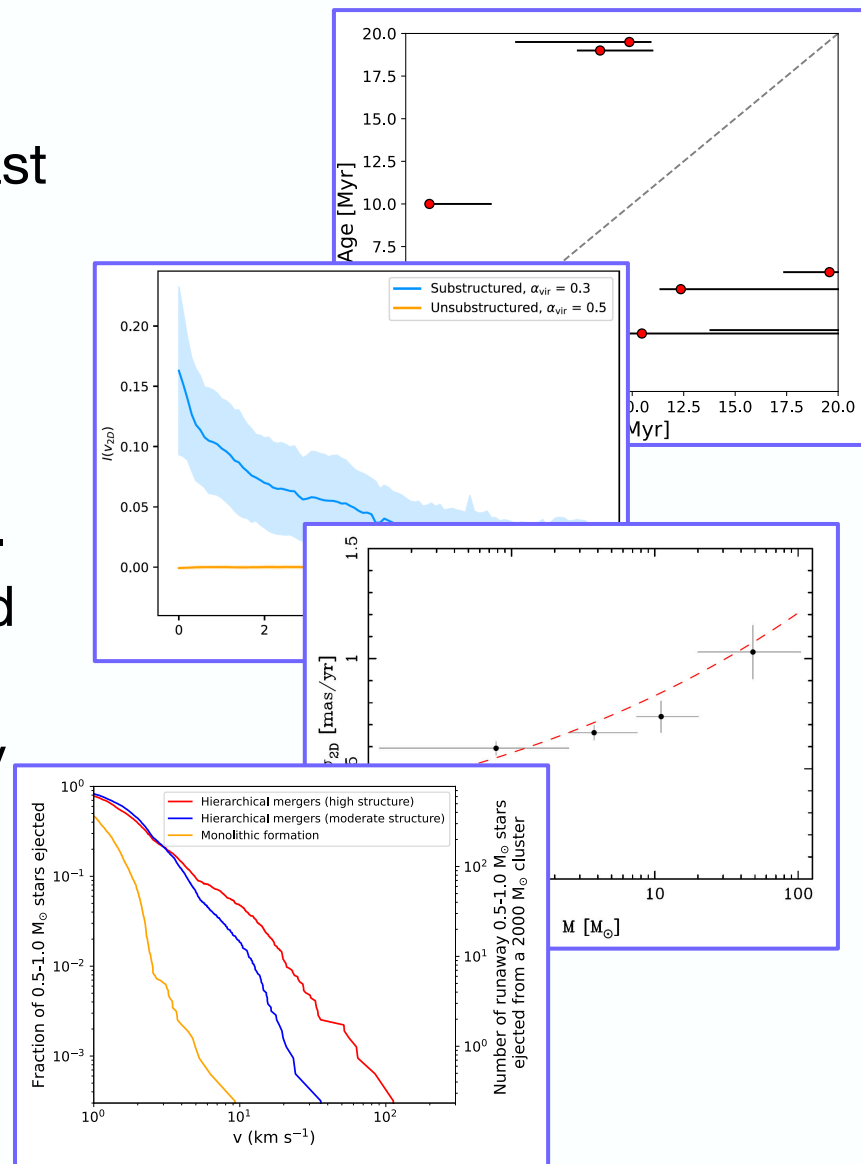 20.0
17.5
15.0
12.5
10.0
7.5
Age [Myr]
12.5
15.0
17.5
20.0
Myr]
Substructured, αvir = 0.3
Unsubstructured, αvir = 0.5
0.20
0.15
0.10
0.05
0.00
I(v2D)
0
2
1.5
1
[mas/yr]
10
100
M [M⊙]
Hierarchical mergers (high structure)
Hierarchical mergers (moderate structure)
Monolithic formation
10⁰
10⁻¹
10⁻²
10⁻³
Fraction of 0.5-1.0 M⊙ stars ejected
10²
10¹
10⁰
Number of runaway 0.5-1.0 M⊙ stars
ejected from a 2000 M⊙ cluster
10⁰
10¹
10²
v (km s⁻¹)